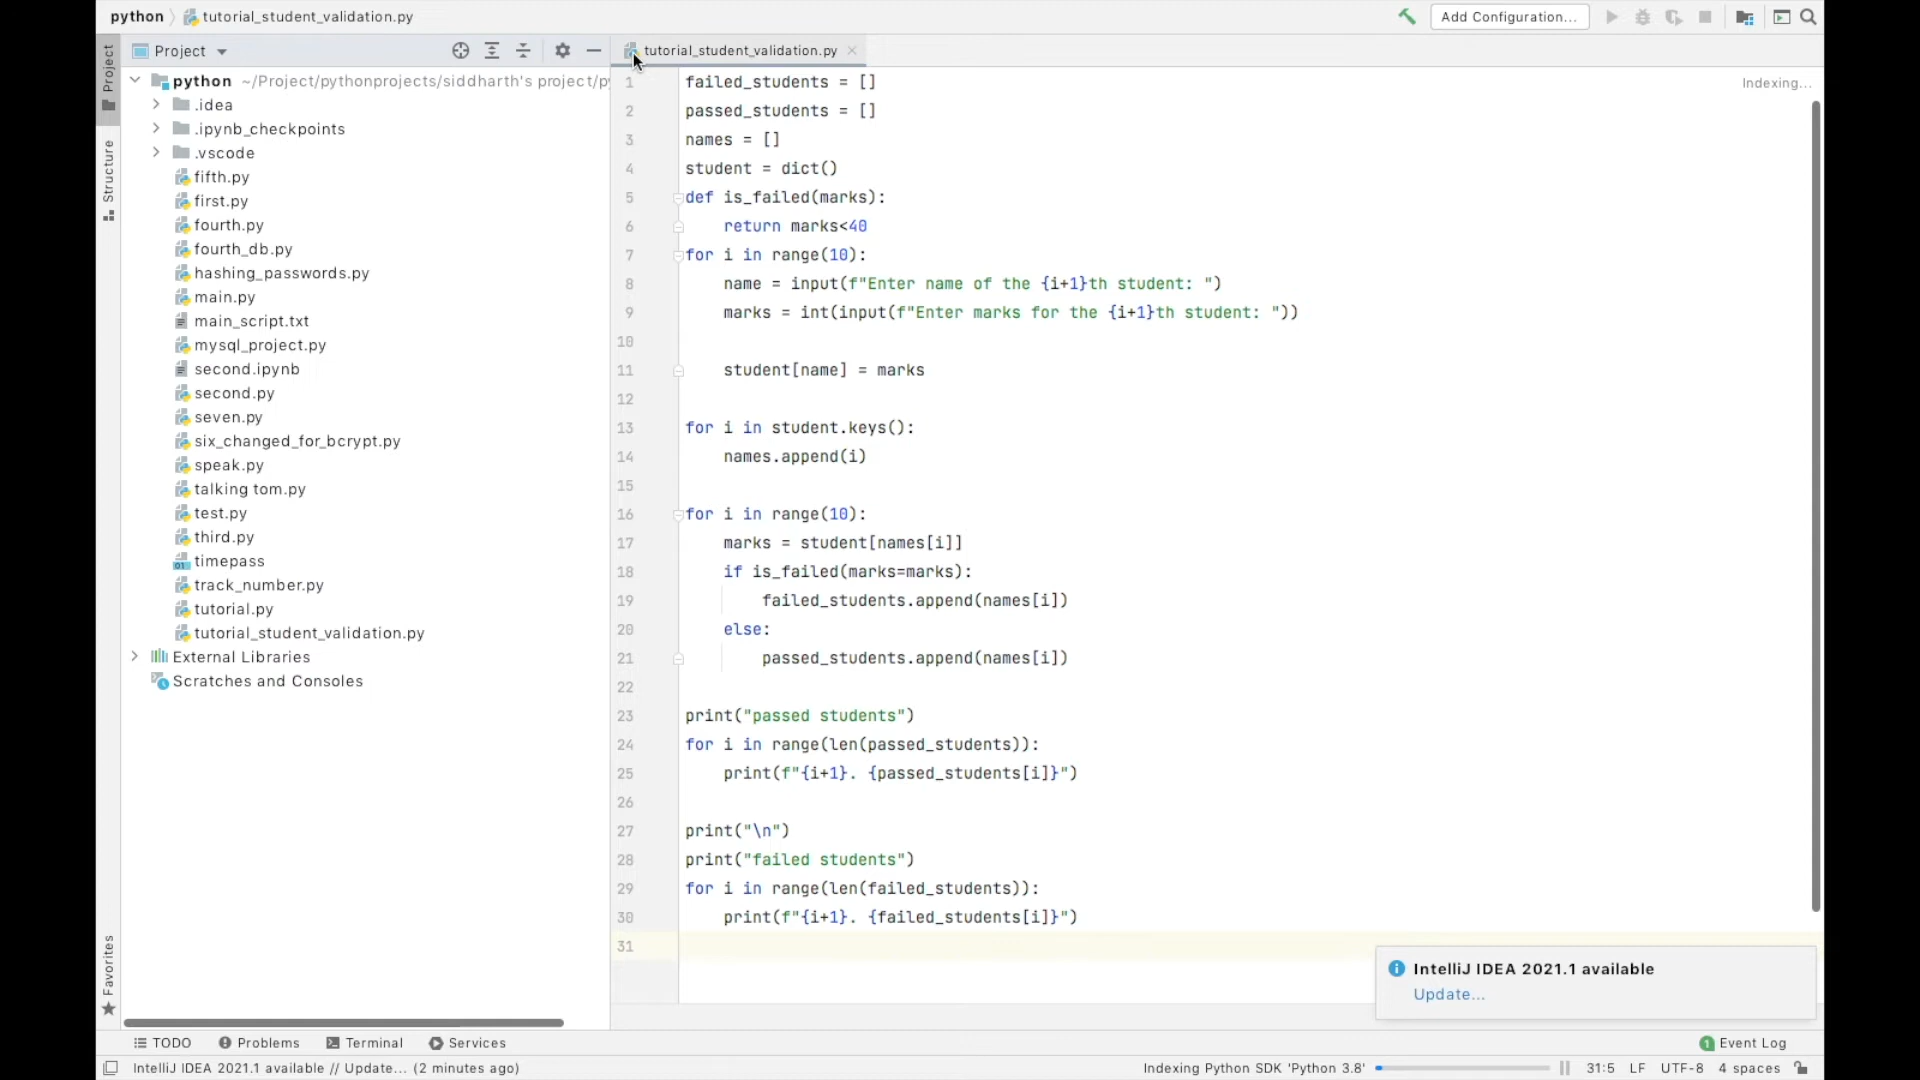 python
tutorial_student_validation.py
Add Configuration...
Project
Project
tutorial_student_validation.py
Structure
Favorites
python ~/Project/pythonprojects/siddharth's project/py
.idea
.ipynb_checkpoints
.vscode
fifth.py
first.py
fourth.py
fourth_db.py
hashing_passwords.py
main.py
main_script.txt
mysql_project.py
second.ipynb
second.py
seven.py
six_changed_for_bcrypt.py
speak.py
talking tom.py
test.py
third.py
timepass
track_number.py
tutorial.py
tutorial_student_validation.py
External Libraries
Scratches and Consoles
Indexing...
1 failed_students = []
2 passed_students = []
3 names = []
4 student = dict()
5 def is_failed(marks):
6     return marks<40
7 for i in range(10):
8     name = input(f"Enter name of the {i+1}th student: ")
9     marks = int(input(f"Enter marks for the {i+1}th student: "))
10
11     student[name] = marks
12
13 for i in student.keys():
14     names.append(i)
15
16 for i in range(10):
17     marks = student[names[i]]
18     if is_failed(marks=marks):
19         failed_students.append(names[i])
20     else:
21         passed_students.append(names[i])
22
23 print("passed students")
24 for i in range(len(passed_students)):
25     print(f"{i+1}. {passed_students[i]}")
26
27 print("\n")
28 print("failed students")
29 for i in range(len(failed_students)):
30     print(f"{i+1}. {failed_students[i]}")
31
IntelliJ IDEA 2021.1 available
Update...
TODO
Problems
Terminal
Services
1 Event Log
IntelliJ IDEA 2021.1 available // Update... (2 minutes ago)
Indexing Python SDK 'Python 3.8'
31:5 LF UTF-8 4 spaces